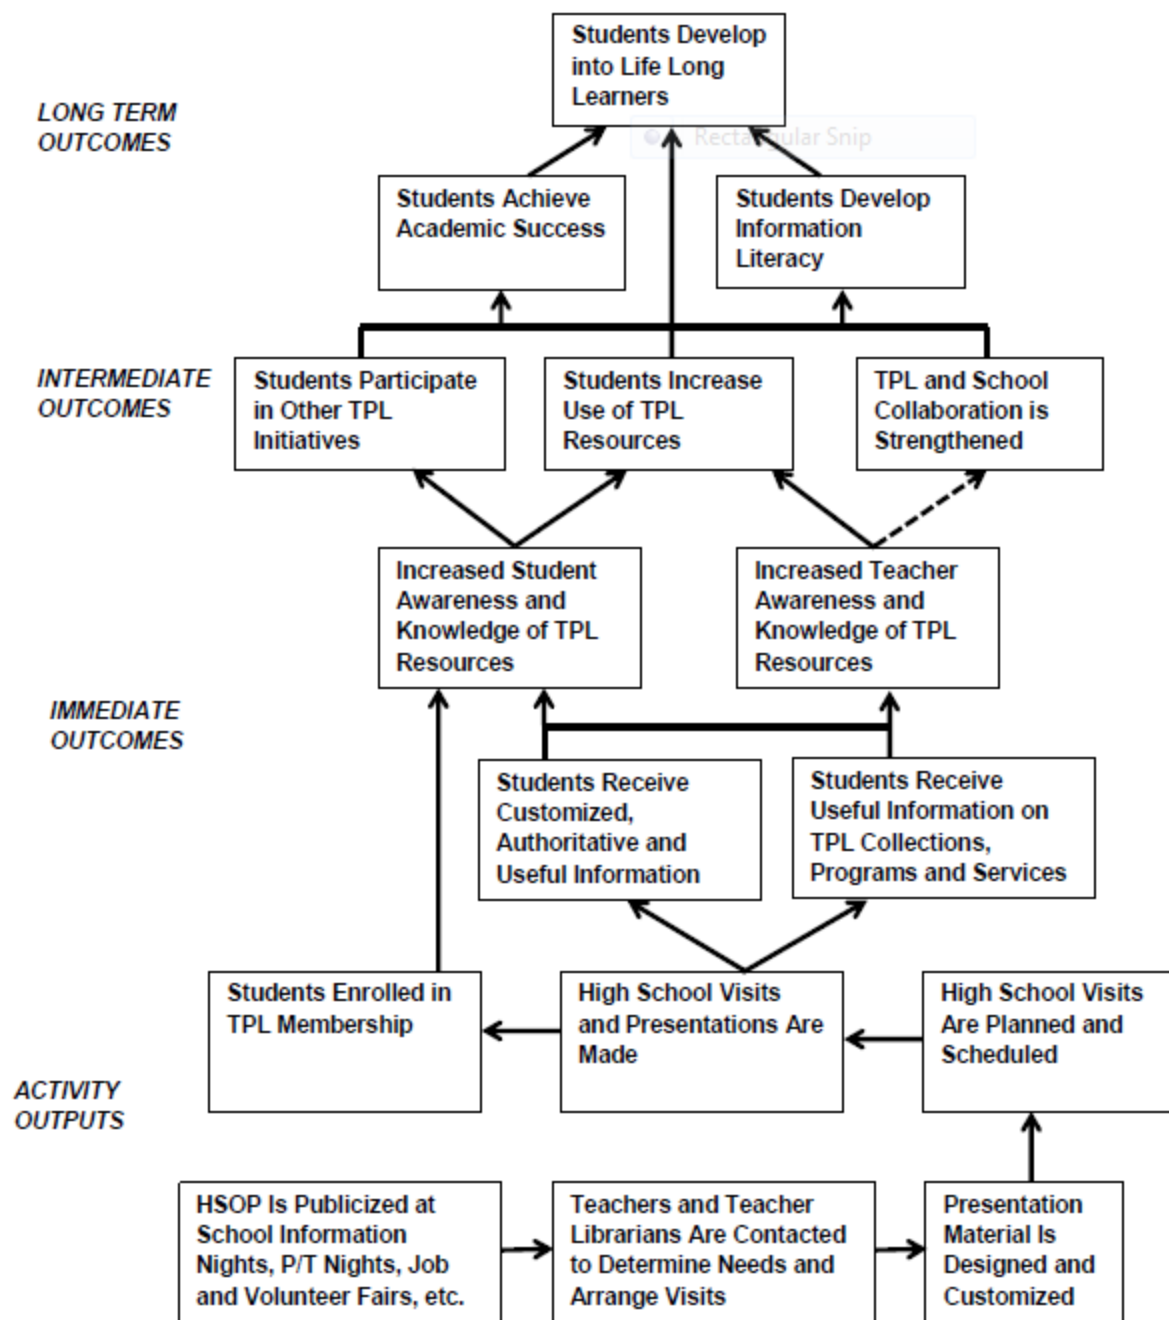 Students Develop
into Life Long
Learners
LONG TERM
OUTCOMES
Rectangular Snip
Students Achieve
Academic Success
Students Develop
Information
Literacy
INTERMEDIATE
OUTCOMES
Students Participate
in Other TPL
Initiatives
Students Increase
Use of TPL
Resources
TPL and School
Collaboration is
Strengthened
Increased Student
Awareness and
Knowledge of TPL
Resources
Increased Teacher
Awareness and
Knowledge of TPL
Resources
IMMEDIATE
OUTCOMES
Students Receive
Customized,
Authoritative and
Useful Information
Students Receive
Useful Information on
TPL Collections,
Programs and Services
Students Enrolled in
TPL Membership
High School Visits
and Presentations Are
Made
High School Visits
Are Planned and
Scheduled
ACTIVITY
OUTPUTS
HSOP Is Publicized at
School Information
Nights, P/T Nights, Job
and Volunteer Fairs, etc.
Teachers and Teacher
Librarians Are Contacted
to Determine Needs and
Arrange Visits
Presentation
Material Is
Designed and
Customized